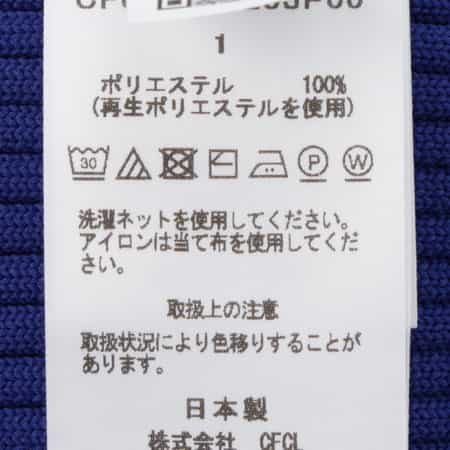 1
ポリエステル 100%
(再生ポリエステルを使用)
30 P W
洗濯ネットを使用してください。
アイロンは当て布を使用してくだ
さい。
取扱上の注意
取扱状況により色移りすることが
あります。
日本製
株式会社 CFCL